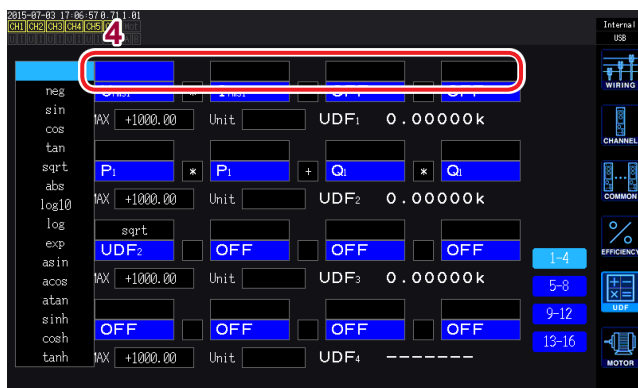 2015-07-03 17:06:57 0.71 1.01
Internal
CH1 CH2 CH3 CH4 CH5
USB
4
WIRING
neg
*
OFF
OFF
sin
MAX +1000.00 Unit UDF1 0.00000k
cos
CHANNEL
tan
sqrt P1 * P1 + Q1 * Q1
abs
MAX +1000.00 Unit UDF2 0.00000k
COMMON
log10
log
sqrt
exp
UDF2 OFF OFF OFF
EFFICIENCY
asin
1-4
acos
MAX +1000.00 Unit UDF3 0.00000k
5-8
atan
UDF
sinh
9-12
cosh
OFF OFF OFF OFF
13-16
tanh
MAX +1000.00 Unit UDF4 -------
MOTOR